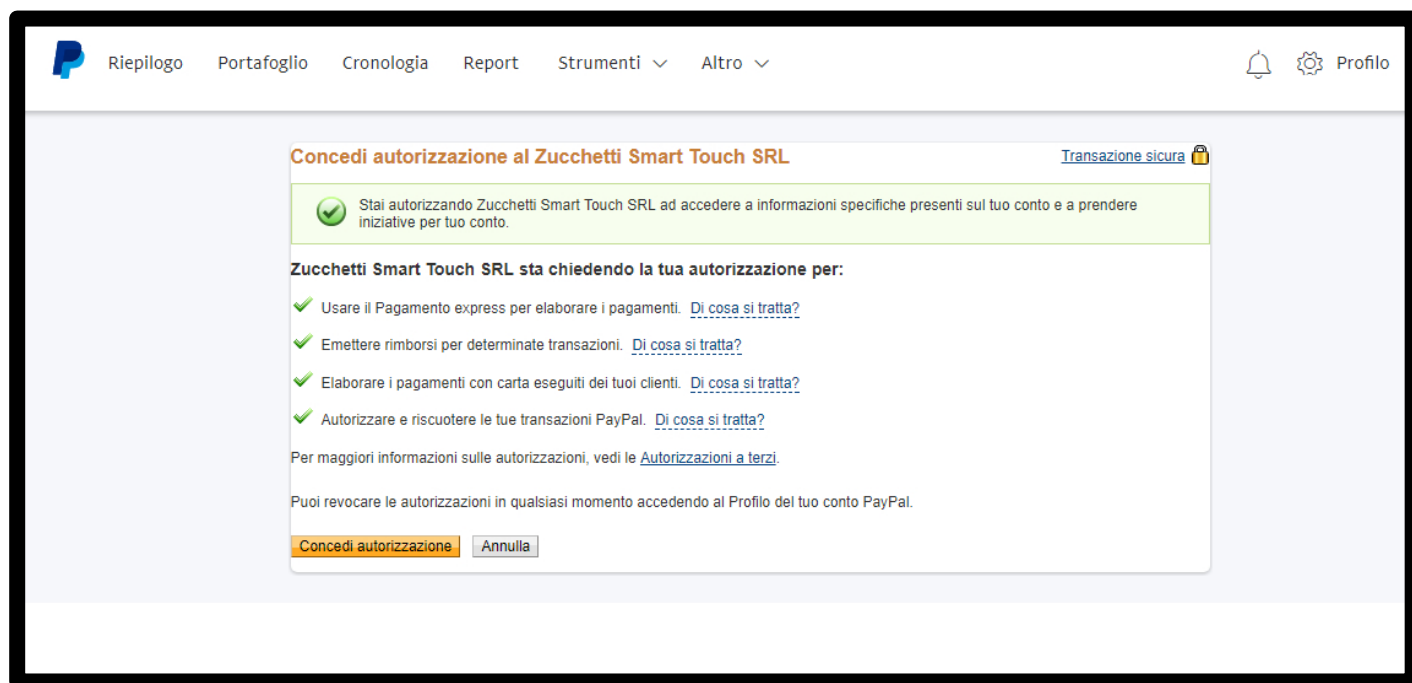 Riepilogo Portafoglio Cronologia Report Strumenti Altro Profilo
Concedi autorizzazione al Zucchetti Smart Touch SRL Transazione sicura
Stai autorizzando Zucchetti Smart Touch SRL ad accedere a informazioni specifiche presenti sul tuo conto e a prendere
iniziative per tuo conto.
Zucchetti Smart Touch SRL sta chiedendo la tua autorizzazione per:
Usare il Pagamento express per elaborare i pagamenti. Di cosa si tratta?
Emettere rimborsi per determinate transazioni. Di cosa si tratta?
Elaborare i pagamenti con carta eseguiti dei tuoi clienti. Di cosa si tratta?
Autorizzare e riscuotere le tue transazioni PayPal. Di cosa si tratta?
Per maggiori informazioni sulle autorizzazioni, vedi le Autorizzazioni a terzi.
Puoi revocare le autorizzazioni in qualsiasi momento accedendo al Profilo del tuo conto PayPal.
Concedi autorizzazione Annulla